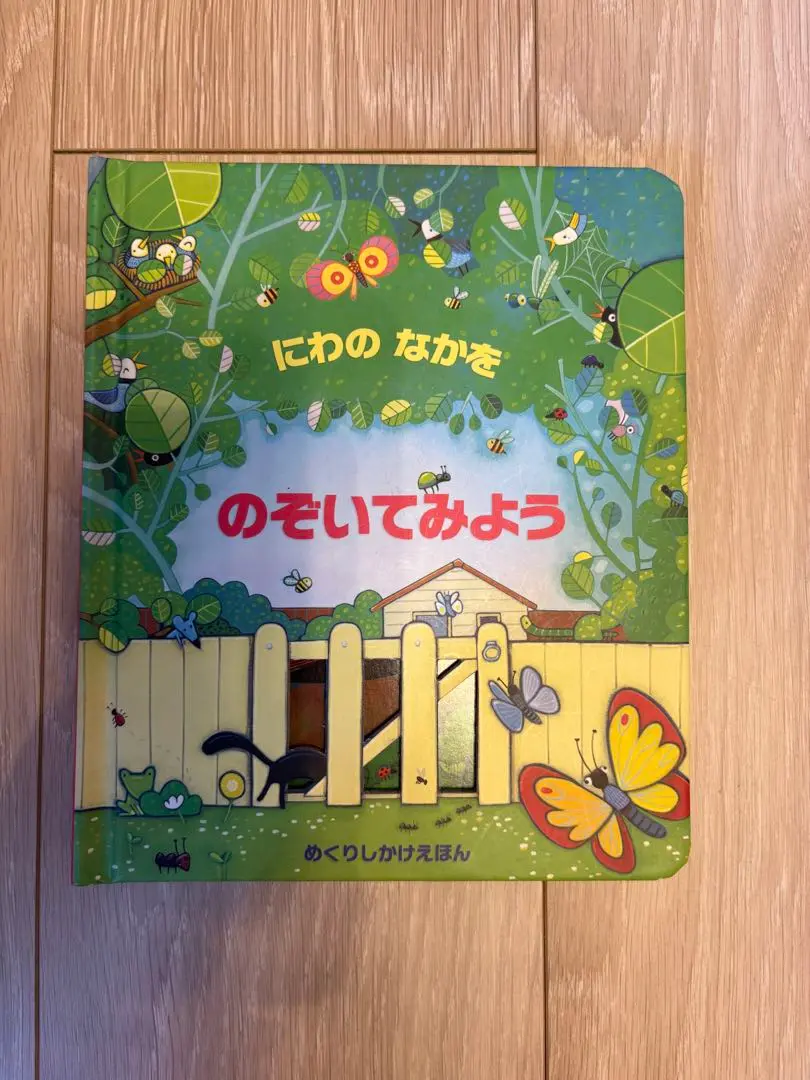 にわの なかを
のぞいてみよう
めくりしかけえほん